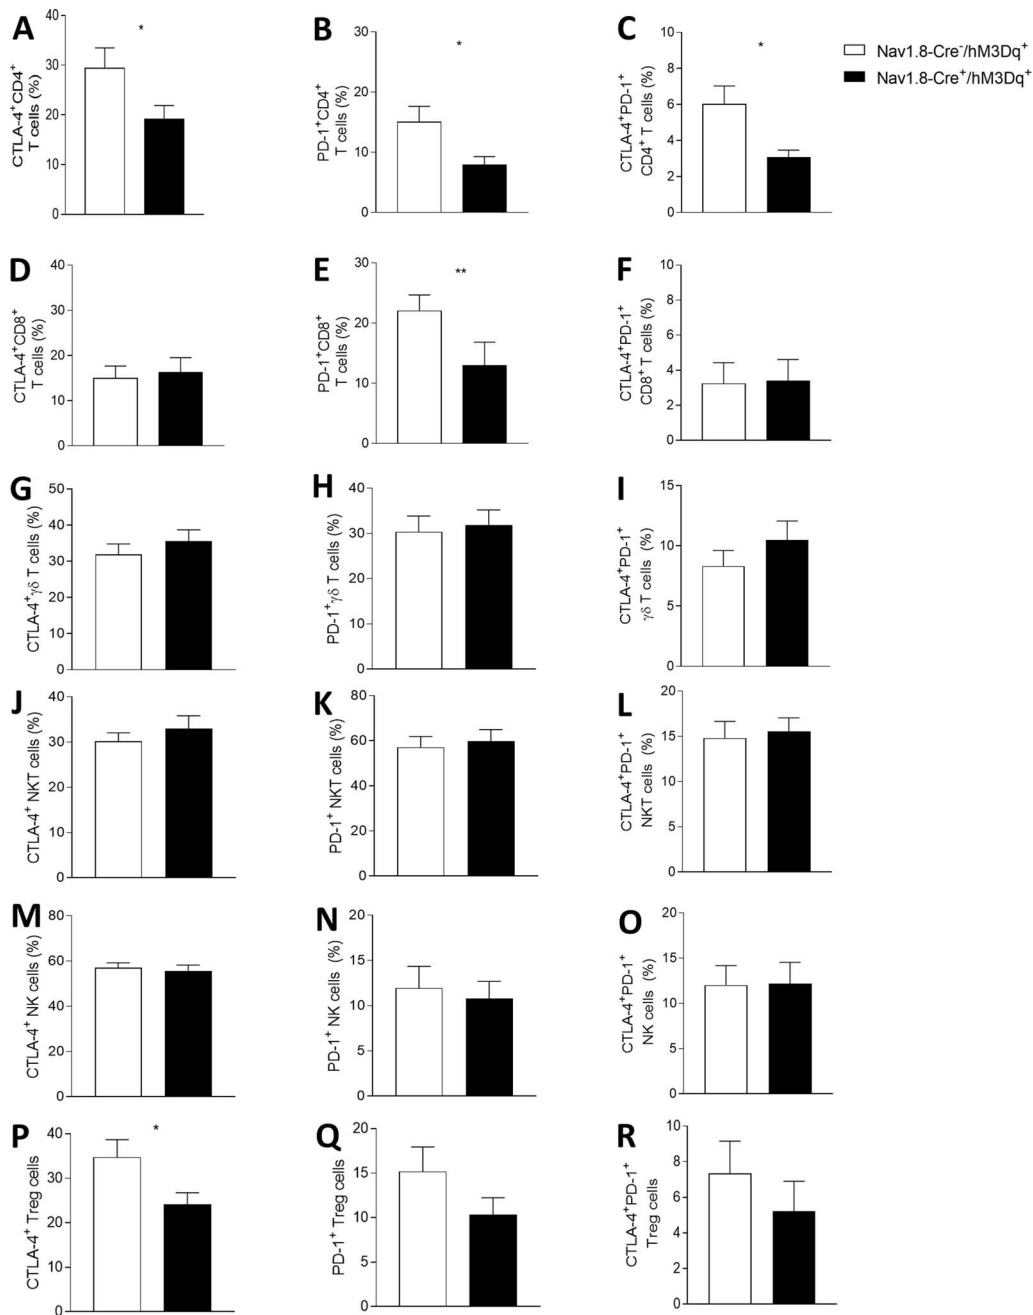 A
CTLA-4⁺CD4⁺
T cells (%)
40
30
20
10
0
*
B
PD-1⁺CD4⁺
T cells (%)
30
20
10
0
*
C
CTLA-4⁺PD-1⁺
CD4⁺ T cells (%)
10
8
6
4
2
0
*
Nav1.8-Cre⁻/hM3Dq⁺
Nav1.8-Cre⁺/hM3Dq⁺
D
CTLA-4⁺CD8⁺
T cells (%)
40
30
20
10
0
E
PD-1⁺CD8⁺
T cells (%)
30
20
10
0
**
F
CTLA-4⁺PD-1⁺
CD8⁺ T cells (%)
10
8
6
4
2
0
G
CTLA-4⁺γδ T cells (%)
50
40
30
20
10
0
H
PD-1⁺γδ T cells (%)
40
30
20
10
0
I
CTLA-4⁺PD-1⁺
γδ T cells (%)
15
10
5
0
J
CTLA-4⁺ NKT cells (%)
40
30
20
10
0
K
PD-1⁺ NKT cells (%)
80
60
40
20
0
L
CTLA-4⁺PD-1⁺
NKT cells (%)
20
15
10
5
0
M
CTLA-4⁺ NK cells (%)
80
60
40
20
0
N
PD-1⁺ NK cells (%)
20
15
10
5
0
O
CTLA-4⁺PD-1⁺
NK cells (%)
20
15
10
5
0
P
CTLA-4⁺ Treg cells
40
30
20
10
0
*
Q
PD-1⁺ Treg cells
20
15
10
5
0
R
CTLA-4⁺PD-1⁺
Treg cells
10
8
6
4
2
0